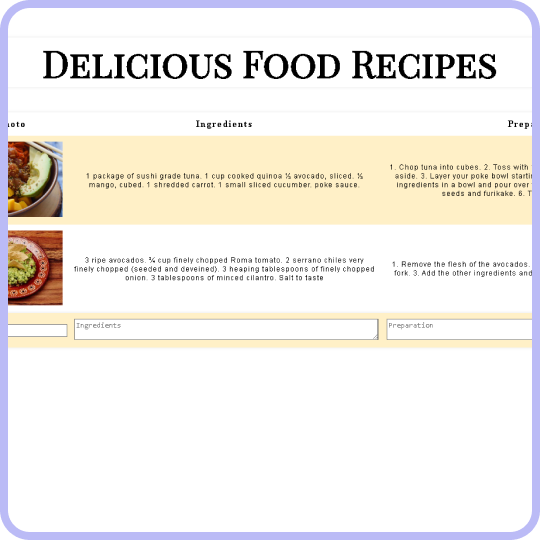 Delicious Food Recipes
Ingredients
1 package of sushi grade tuna. 1 cup cooked quinoa ½ avocado, sliced. ½
mango, cubed. 1 shredded carrot. 1 small sliced cucumber. poke sauce.
1. Chop tuna into cubes. 2. Toss with
aside. 3. Layer your poke bowl
ingredients in a bowl and pour over
seeds and furikake. 6.
3 ripe avocados. ¾ cup finely chopped Roma tomato. 2 serrano chiles very
finely chopped (seeded and deveined). 3 heaping tablespoons of finely chopped
onion. 3 tablespoons of minced cilantro. Salt to taste
1. Remove the flesh of the avocados.
fork. 3. Add the other ingredients and
Ingredients
Preparation